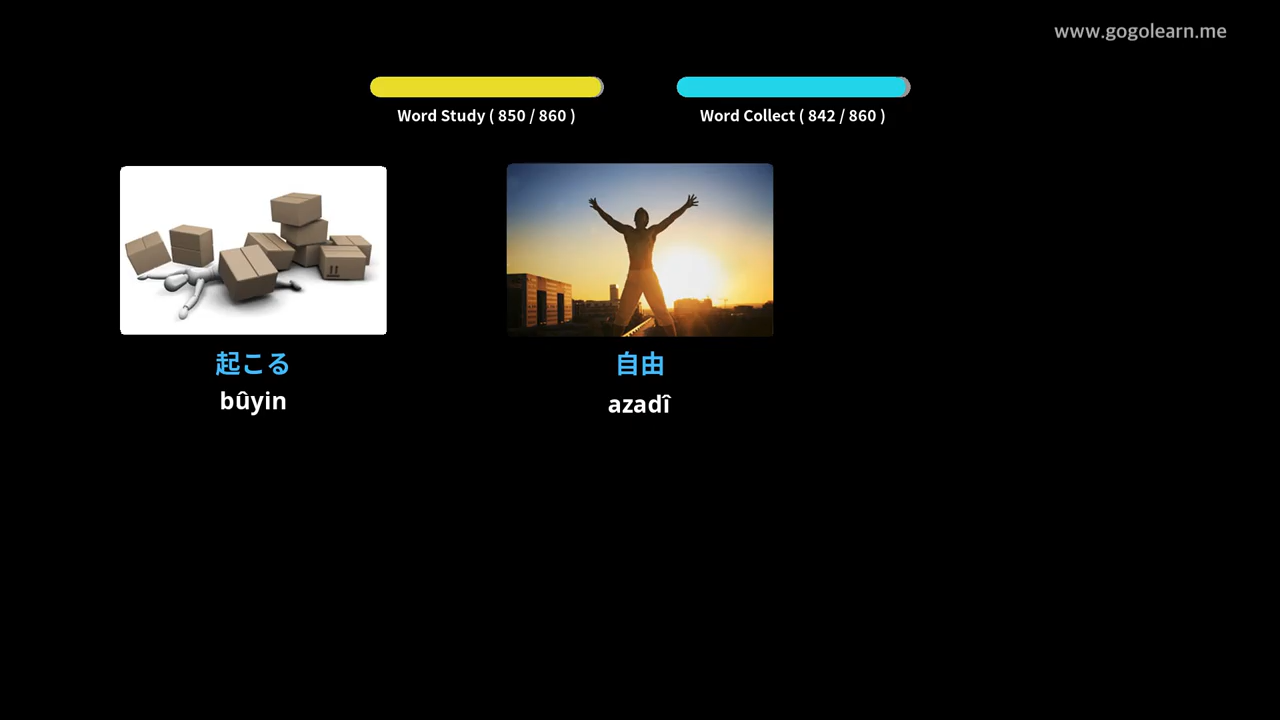 www.gogolearn.me
Word Study ( 850 / 860 )
Word Collect ( 842 / 860 )
起こる
bûyin
自由
azadî